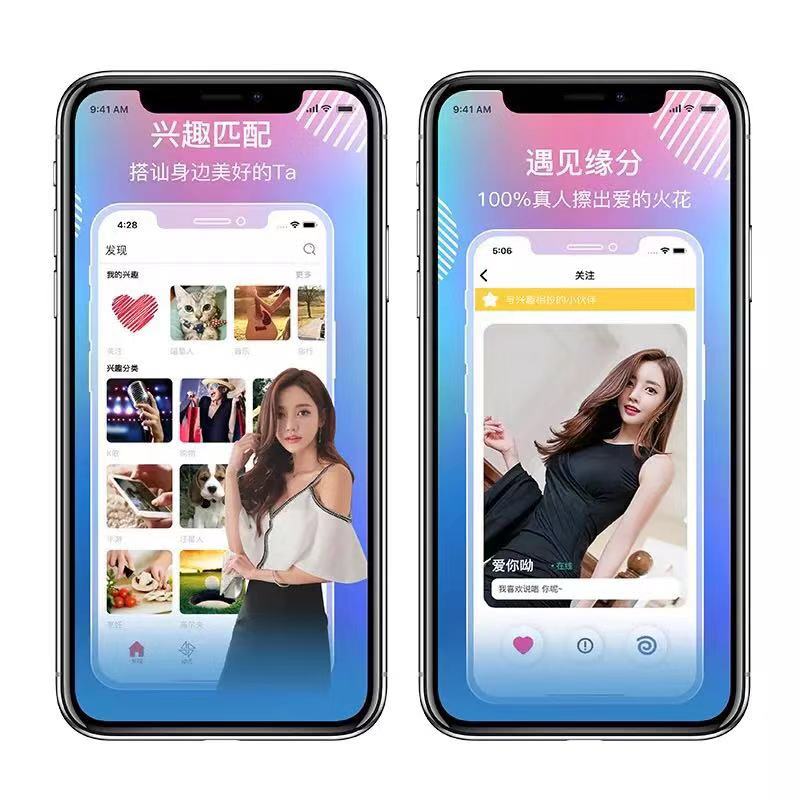 9:41 AM
兴趣匹配
搭讪身边美好的Ta
4:28
发现
我的兴趣
更多
关注
喵星人
音乐
旅行
兴趣分类
K歌
购物
手游
汪星人
烹饪
高尔夫
发现
9:41 AM
遇见缘分
100%真人擦出爱的火花
5:06
关注
与兴趣相投的小伙伴
爱你呦
·在线
我喜欢说唱 你呢~